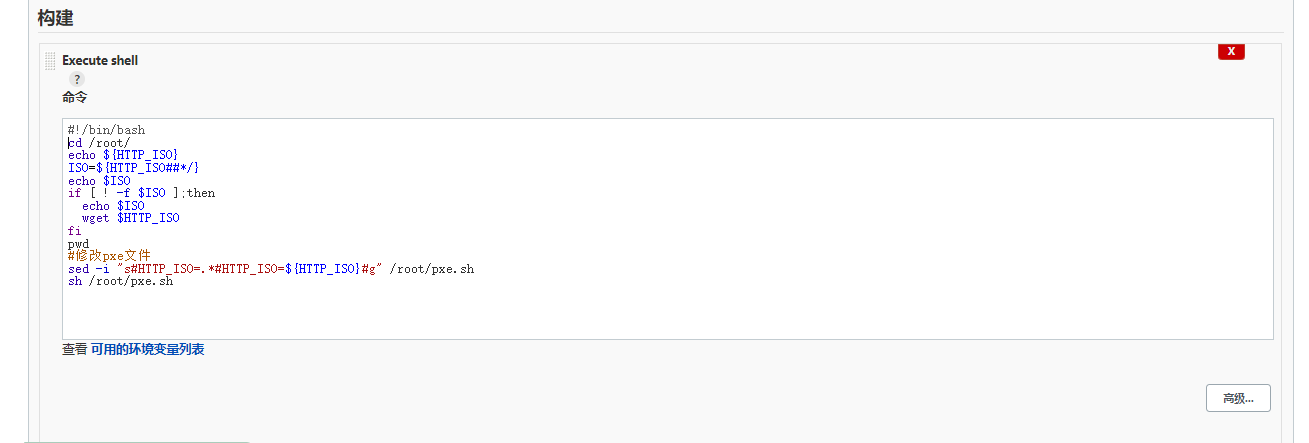 构建
X
Execute shell
?
命令
#!/bin/bash
cd /root/
echo ${HTTP_ISO}
ISO=${HTTP_ISO##*/}
echo $ISO
if [ ! -f $ISO ];then
  echo $ISO
  wget $HTTP_ISO
fi
pwd
#修改pxe文件
sed -i "s#HTTP_ISO=.*#HTTP_ISO=${HTTP_ISO}#g" /root/pxe.sh
sh /root/pxe.sh
查看 可用的环境变量列表
高级...